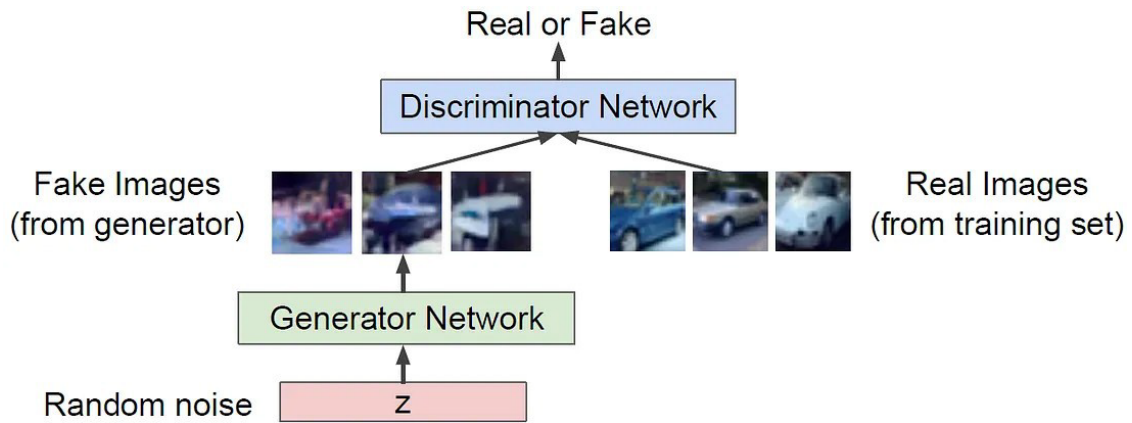 Real or Fake
Discriminator Network
Fake Images
(from generator)
Real Images
(from training set)
Generator Network
Random noise
z